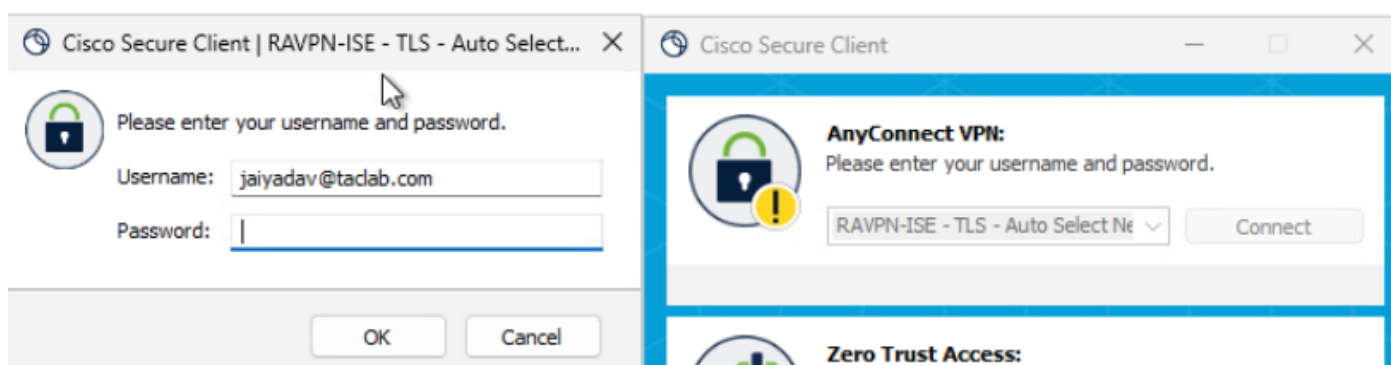 Cisco Secure Client | RAVPN-ISE - TLS - Auto Select...
Please enter your username and password.
Username: jaiyadav@taclab.com
Password:
OK Cancel
Cisco Secure Client
AnyConnect VPN:
Please enter your username and password.
RAVPN-ISE - TLS - Auto Select Ne
Connect
Zero Trust Access: